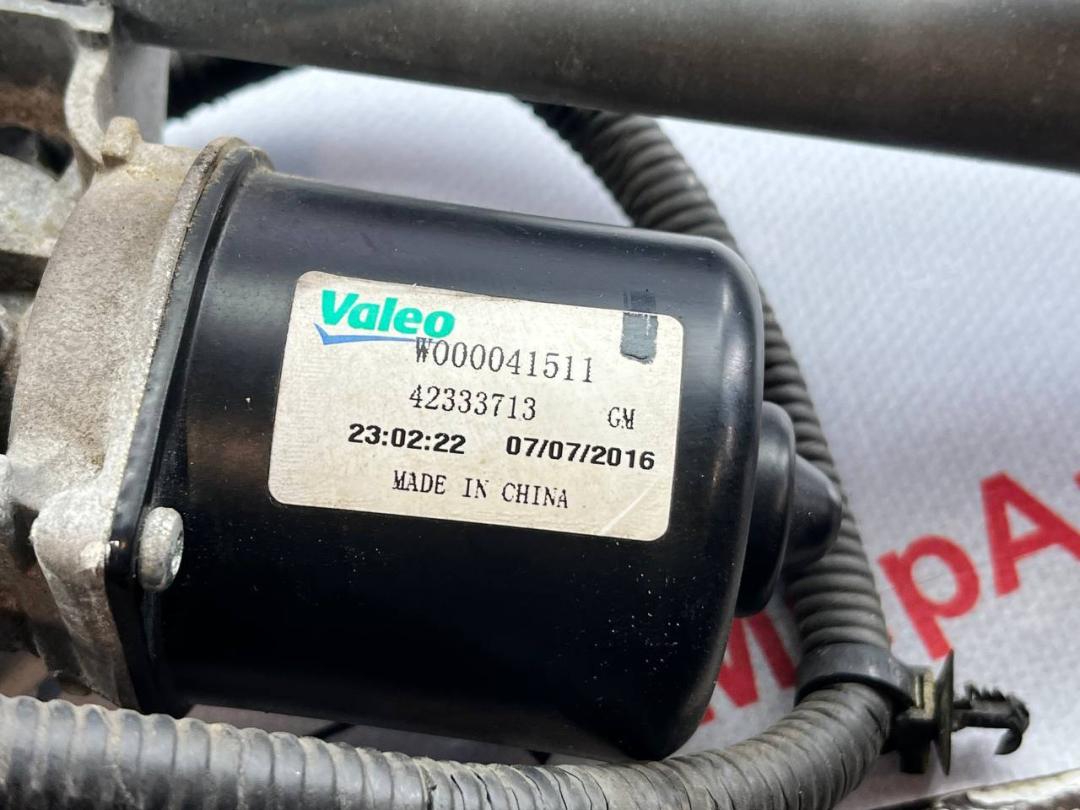 Valeo
W000041511
42333713 GM
23:02:22 07/07/2016
MADE IN CHINA